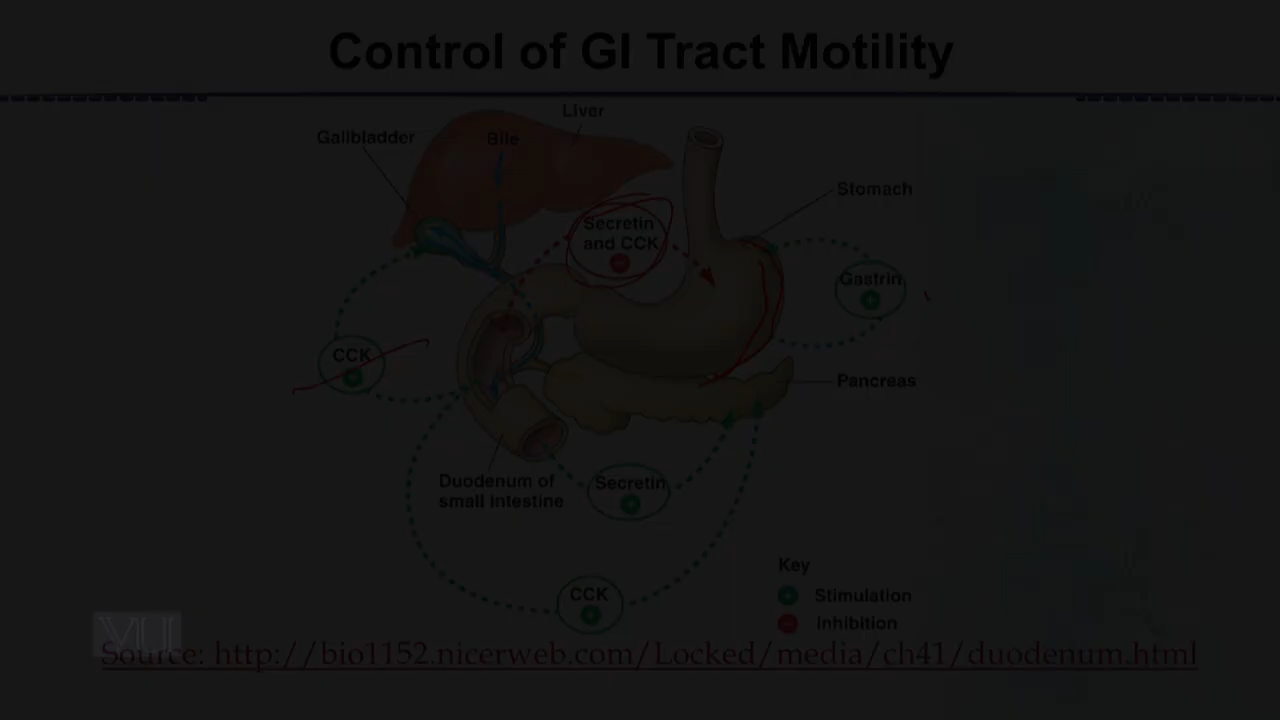 Control of GI Tract Motility
Liver
Gallbladder
Bile
Stomach
Secretin
and CCK
Gastrin
CCK
Pancreas
Duodenum of
small intestine
Secretin
CCK
Key
Stimulation
Inhibition
VU
Source: http://bio1152.nicerweb.com/Locked/media/ch41/duodenum.html